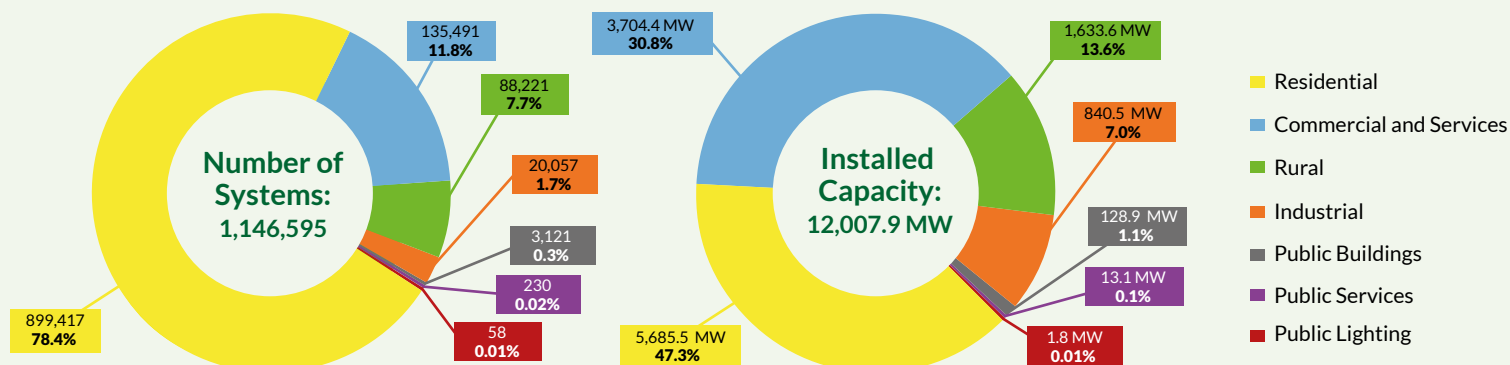 135,491
11.8%
88,221
7.7%
Number of
Systems:
1,146,595
20,057
1.7%
3,121
0.3%
230
0.02%
58
0.01%
899,417
78.4%
3,704.4 MW
30.8%
1,633.6 MW
13.6%
840.5 MW
7.0%
Installed
Capacity:
12,007.9 MW
128.9 MW
1.1%
13.1 MW
0.1%
1.8 MW
0.01%
5,685.5 MW
47.3%
Residential
Commercial and Services
Rural
Industrial
Public Buildings
Public Services
Public Lighting